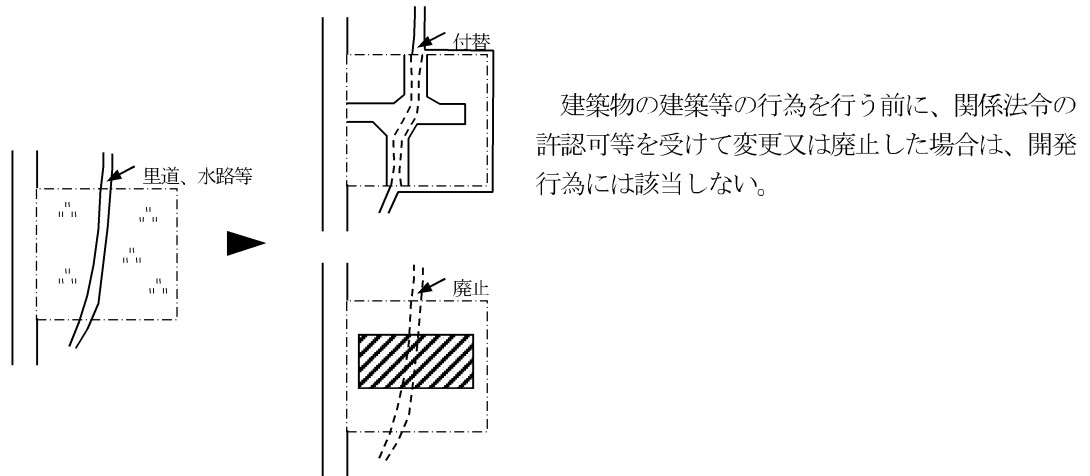 付替
里道、水路等
廃止
建築物の建築等の行為を行う前に、関係法令の
許認可等を受けて変更又は廃止した場合は、開発
行為には該当しない。